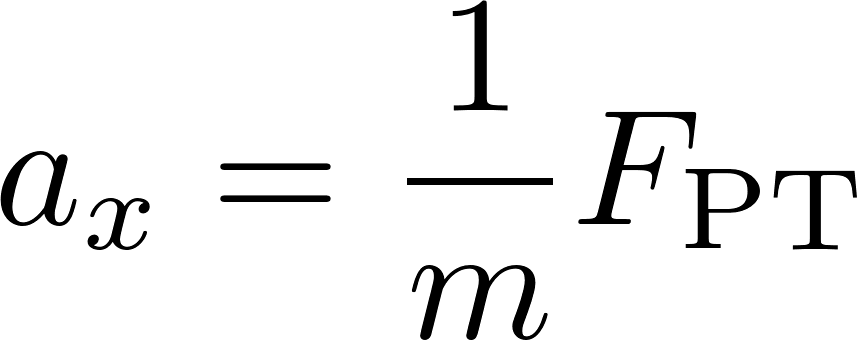 $a_x = \frac{1}{m} F_{\mathrm{PT}}$